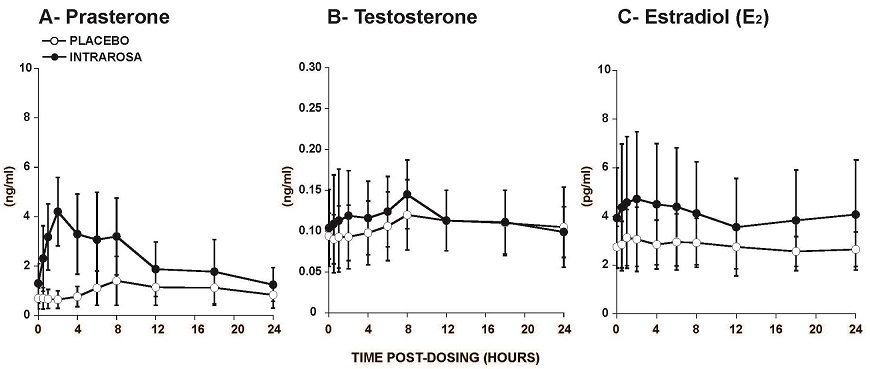 A- Prasterone
B- Testosterone
C- Estradiol (E₂)
PLACEBO
INTRAROSA
(ng/ml)
10
8
6
4
2
0
0 4 8 12 16 20 24
(ng/ml)
0.30
0.25
0.20
0.15
0.10
0.05
0.00
0 4 8 12 16 20 24
(pg/ml)
10
8
6
4
2
0
0 4 8 12 16 20 24
TIME POST-DOSING (HOURS)